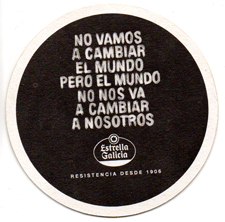 NO VAMOS
A CAMBIAR
EL MUNDO
PERO EL MUNDO
NO NOS VA
A CAMBIAR
A NOSOTROS
Estrella
Galicia
RESISTENCIA DESDE 1906